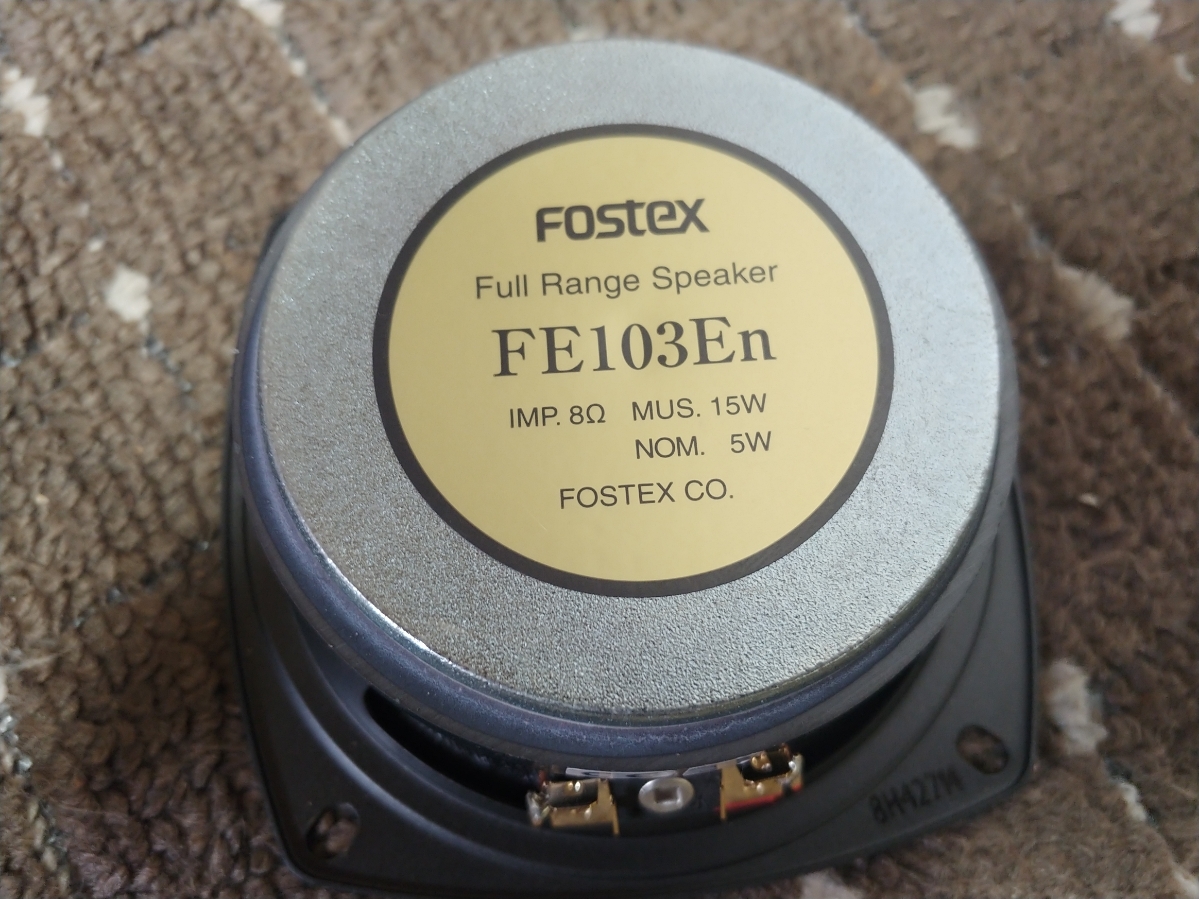 Fostex
Full Range Speaker
FE103En
IMP. 8Ω MUS. 15W
NOM. 5W
FOSTEX CO.